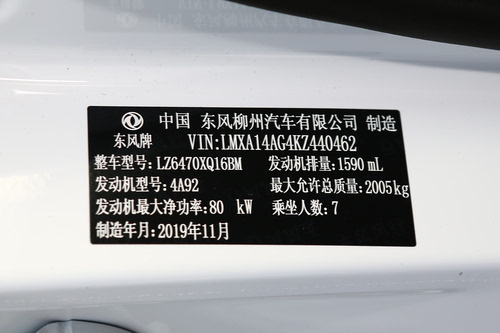 中国 东风柳州汽车有限公司 制造
东风牌 VIN:LMXA14AG4KZ440462
整车型号:LZ6470XQ16BM 发动机排量:1590 mL
发动机型号:4A92 最大允许总质量:2005kg
发动机最大净功率:80 kW 乘坐人数:7
制造年月:2019年11月